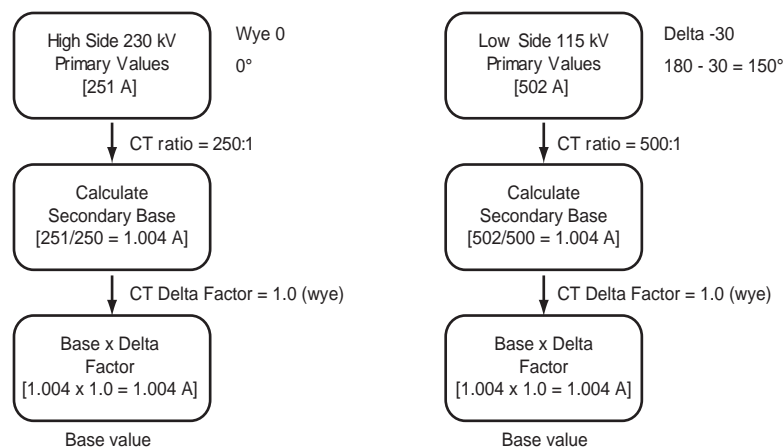 High Side 230 kV
Primary Values
[251 A]
Wye 0
0°
CT ratio = 250:1
Calculate
Secondary Base
[251/250 = 1.004 A]
CT Delta Factor = 1.0 (wye)
Base x Delta
Factor
[1.004 x 1.0 = 1.004 A]
Base value
Low Side 115 kV
Primary Values
[502 A]
Delta -30
180 - 30 = 150°
CT ratio = 500:1
Calculate
Secondary Base
[502/500 = 1.004 A]
CT Delta Factor = 1.0 (wye)
Base x Delta
Factor
[1.004 x 1.0 = 1.004 A]
Base value